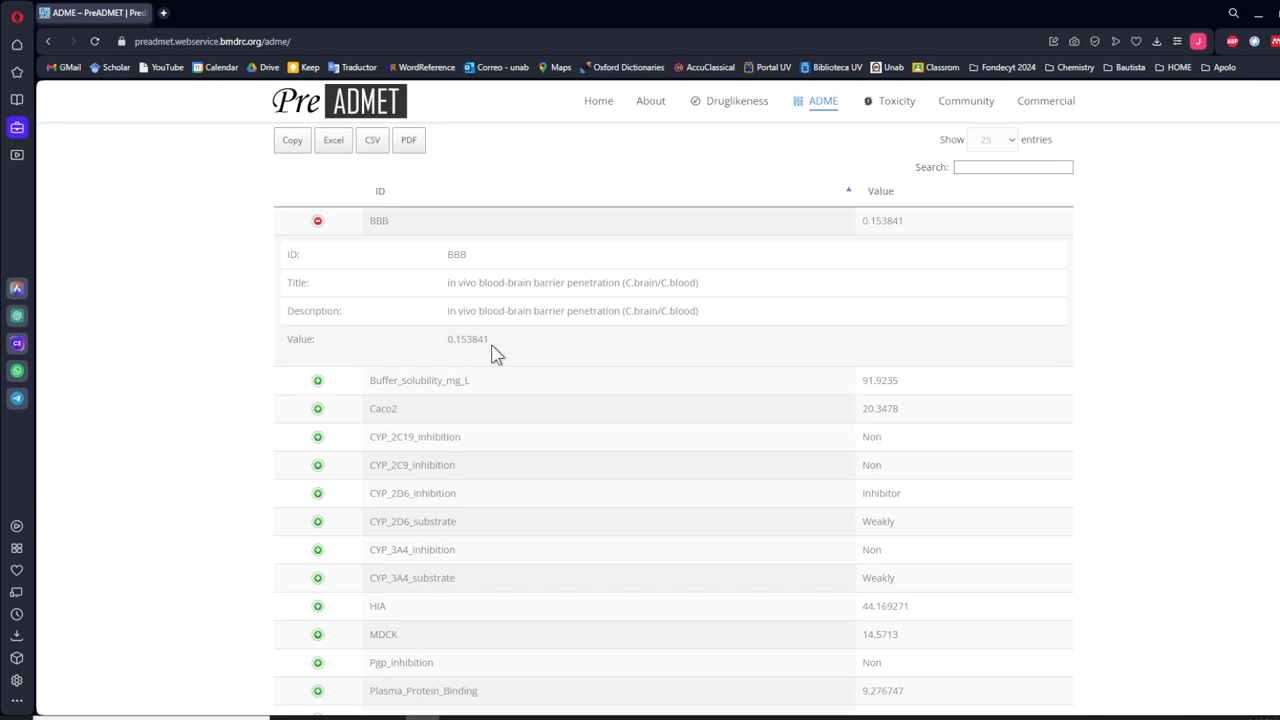 ADME – PreADMET | Pred
preadmet.webservice.bmdrc.org/adme/
J
ABP
GMail Scholar YouTube Calendar Drive Keep Traductor WordReference Correo - unab Maps Oxford Dictionaries AccuClassical Portal UV Biblioteca UV Unab Classrom Fondecyt 2024 Chemistry Bautista HOME Apolo
Pre ADMET
Home About Druglikeness ADME Toxicity Community Commercial
Copy Excel CSV PDF
Show 25 entries
Search:
ID Value
BBB 0.153841
ID: BBB
Title: in vivo blood-brain barrier penetration (C.brain/C.blood)
Description: in vivo blood-brain barrier penetration (C.brain/C.blood)
Value: 0.153841
Buffer_solubility_mg_L 91.9235
Caco2 20.3478
CYP_2C19_inhibition Non
CYP_2C9_inhibition Non
CYP_2D6_inhibition Inhibitor
CYP_2D6_substrate Weakly
CYP_3A4_inhibition Non
CYP_3A4_substrate Weakly
HIA 44.169271
MDCK 14.5713
Pgp_inhibition Non
Plasma_Protein_Binding 9.276747